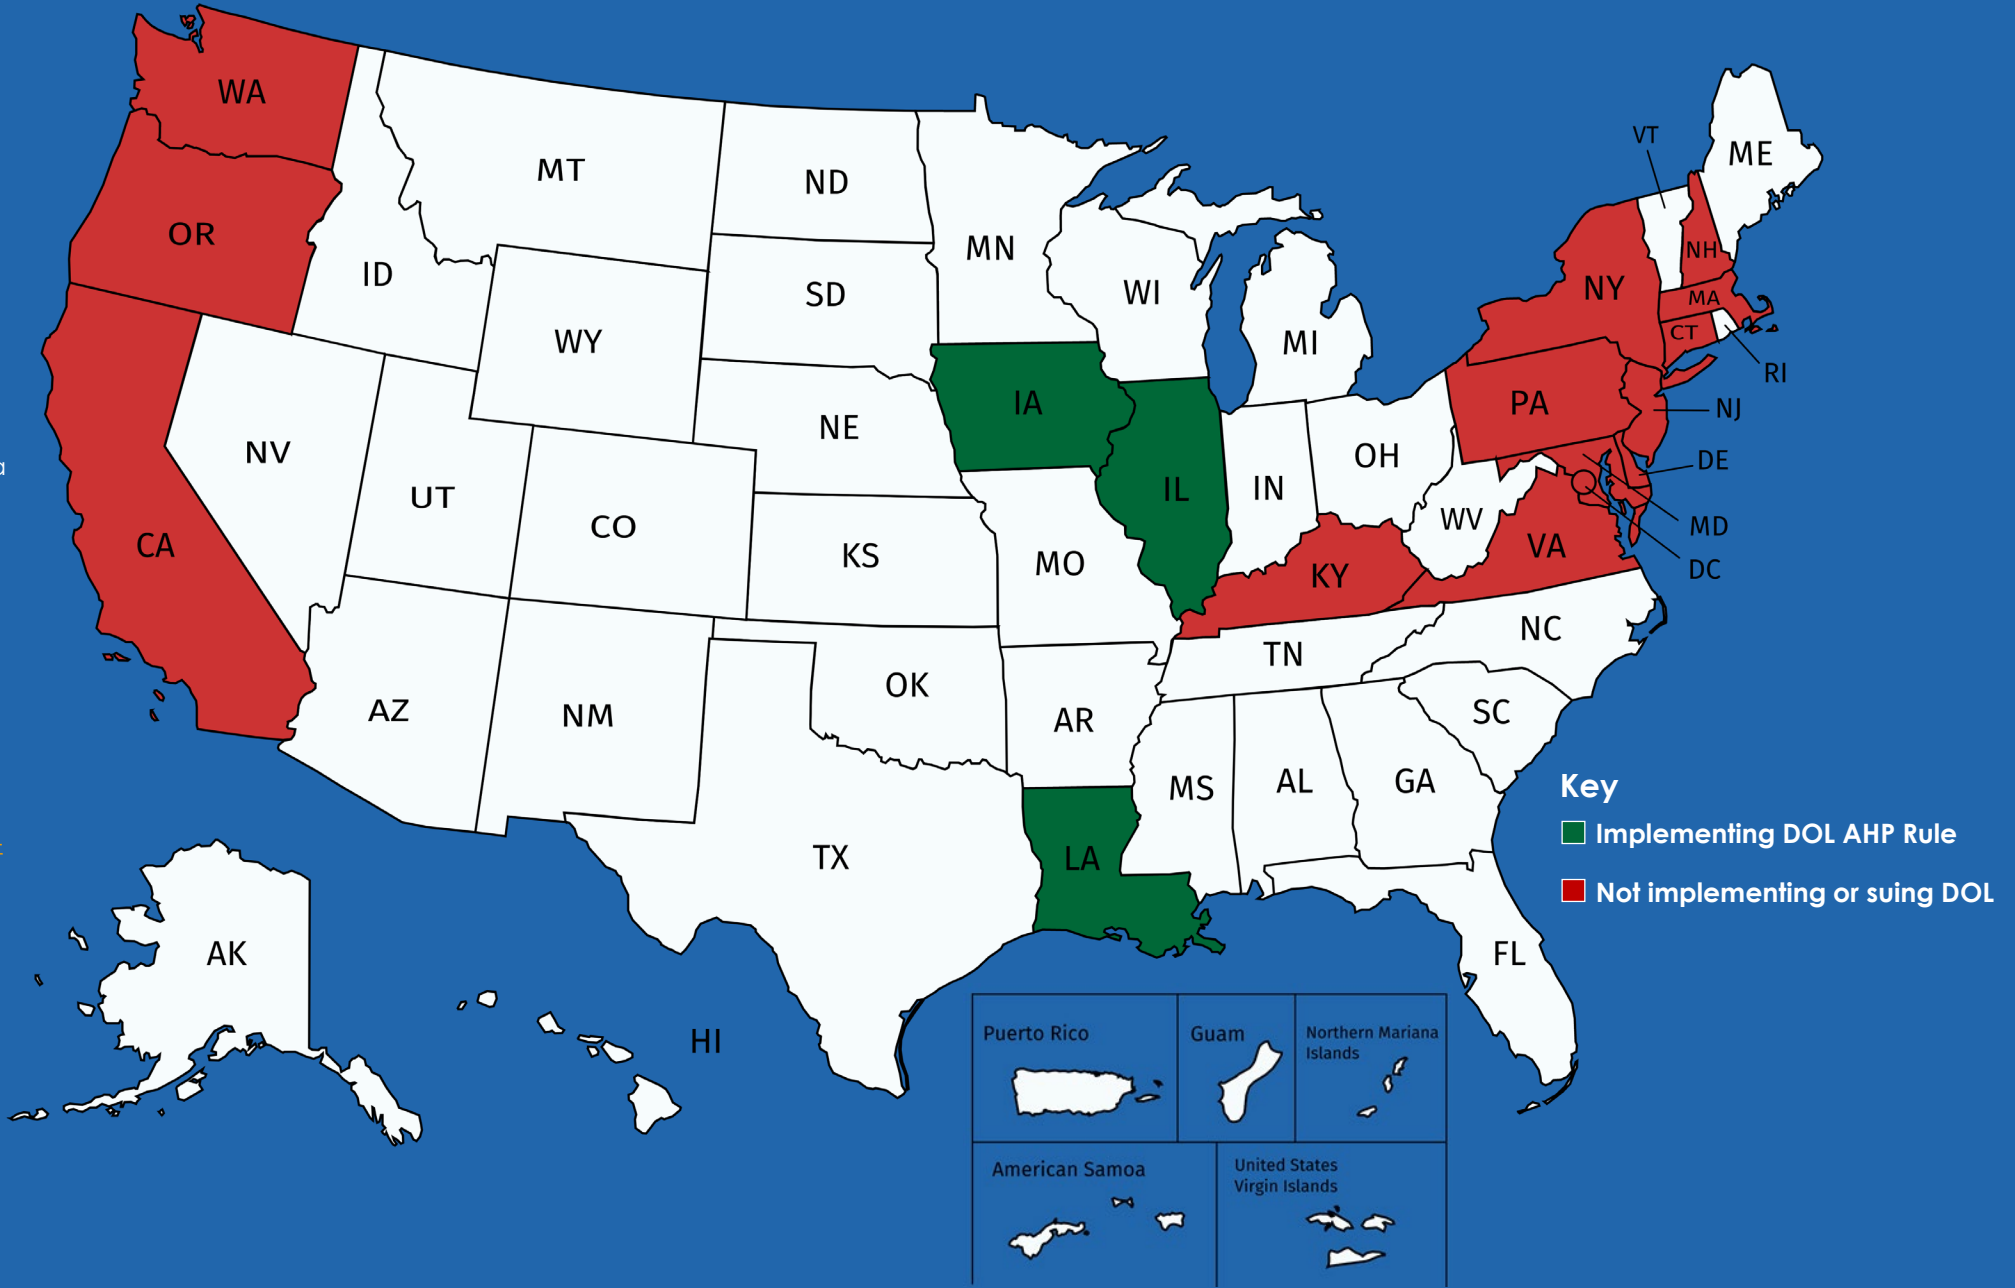 WA
MT
ND
VT
ME
OR
ID
MN
NH
SD
WI
NY
MA
WY
MI
CT
RI
IA
PA
NJ
NE
NV
OH
DE
UT
IL
IN
CO
WV
MD
CA
KS
MO
VA
DC
KY
TN
NC
AZ
NM
OK
AR
SC
MS
AL
GA
Key
Implementing DOL AHP Rule
TX
LA
Not implementing or suing DOL
AK
FL
HI
Puerto Rico
Guam
Northern Mariana
Islands
American Samoa
United States
Virgin Islands
a